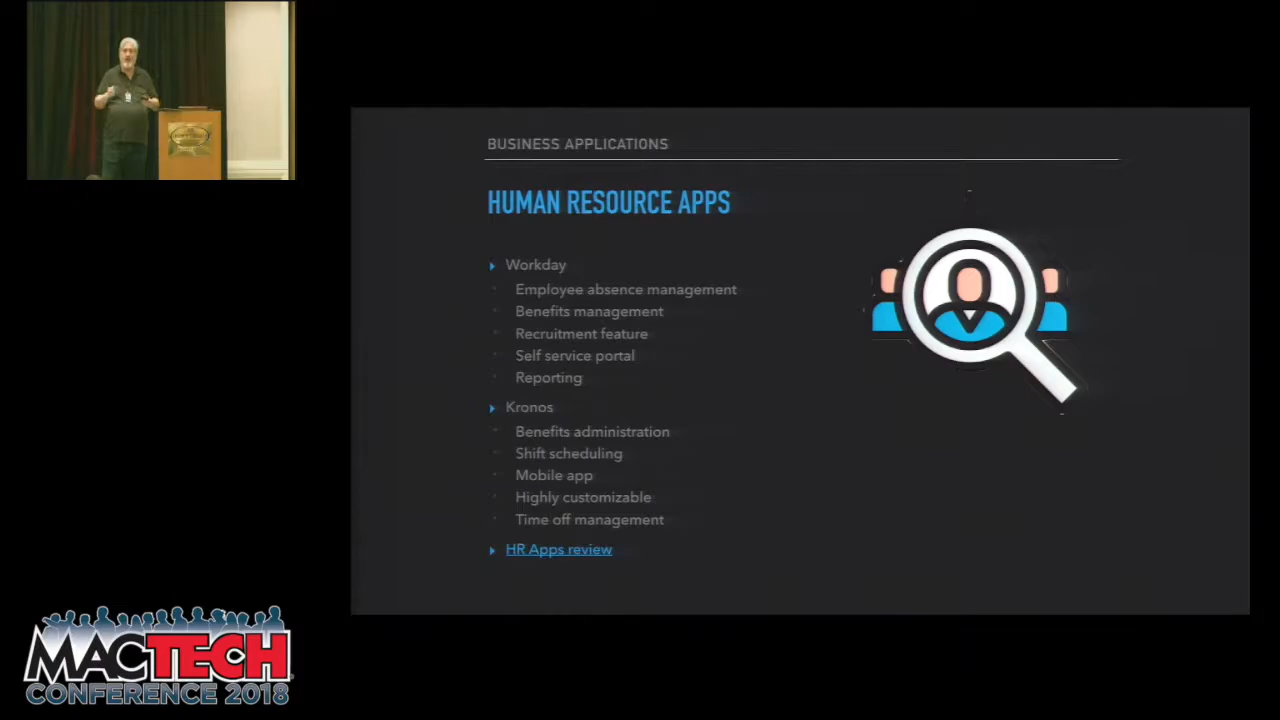 BUSINESS APPLICATIONS
HUMAN RESOURCE APPS
Workday
Employee absence management
Benefits management
Recruitment feature
Self service portal
Reporting
Kronos
Benefits administration
Shift scheduling
Mobile app
Highly customizable
Time off management
HR Apps review
MACTECH
CONFERENCE 2018